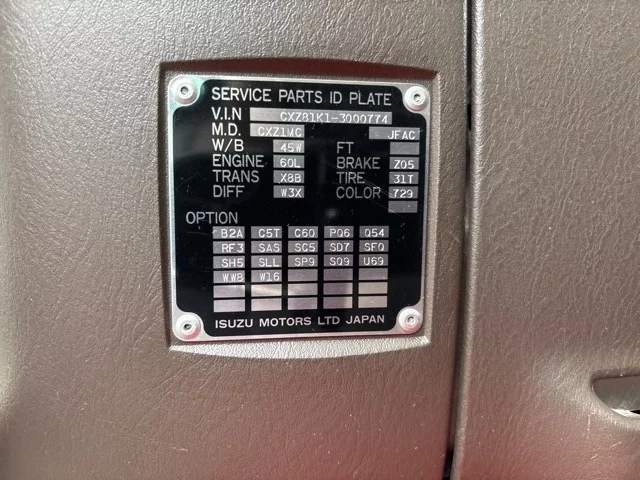 SERVICE PARTS ID PLATE
V.I.N CXZ81K1-3000774
M.D. CXZ1MC JFAC
W/B 45W FT
ENGINE 60L BRAKE Z05
TRANS X8B TIRE 31T
DIFF W3X COLOR 729
OPTION
B2A C5T C60 PQ6 Q54
RF3 SAS SC5 SD7 SFQ
SH5 SLL SP9 SQ9 U69
WW8 W16
ISUZU MOTORS LTD JAPAN